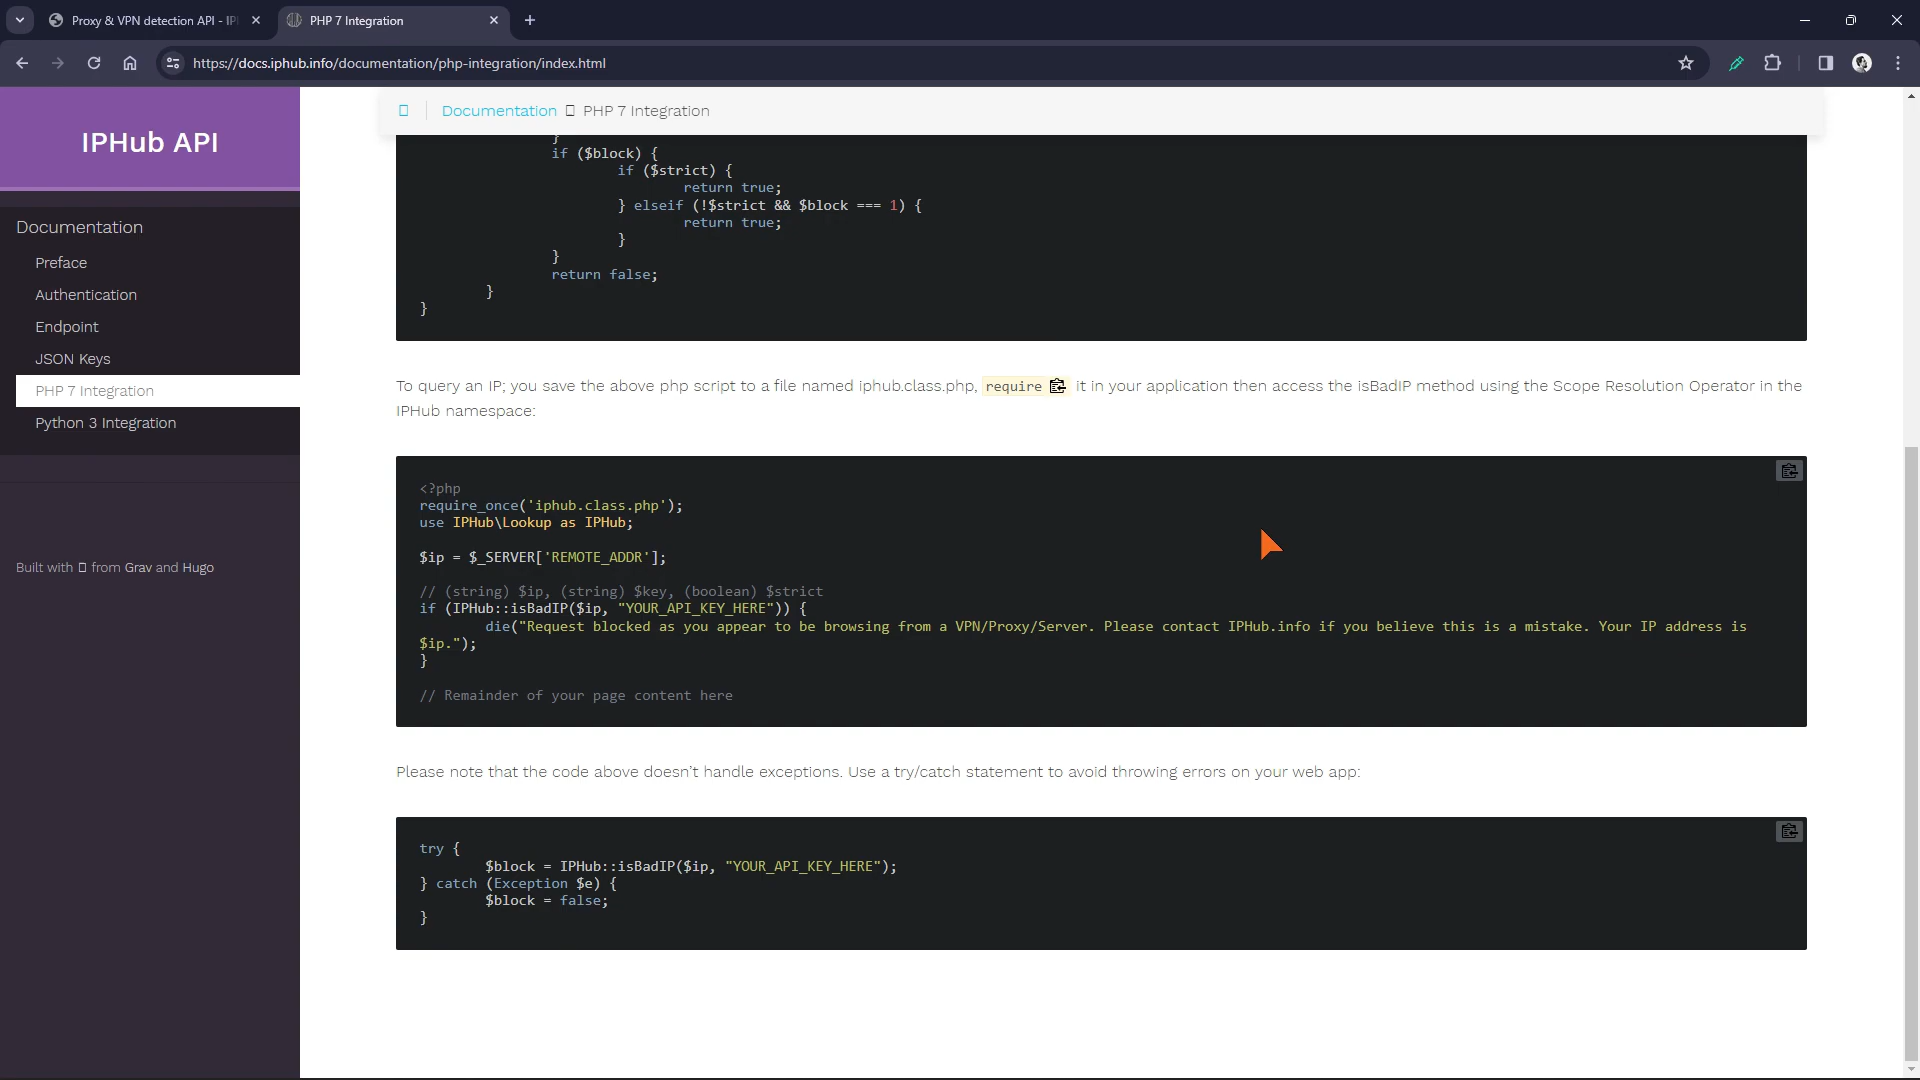 Proxy & VPN detection API - IP
PHP 7 Integration
https://docs.iphub.info/documentation/php-integration/index.html
IPHub API
Documentation
Preface
Authentication
Endpoint
JSON Keys
PHP 7 Integration
Python 3 Integration
Built with from Grav and Hugo
Documentation PHP 7 Integration
}
if ($block) {
if ($strict) {
return true;
} elseif (!$strict && $block === 1) {
return true;
}
}
return false;
}
}
To query an IP; you save the above php script to a file named iphub.class.php, require it in your application then access the isBadIP method using the Scope Resolution Operator in the
IPHub namespace:
<?php
require_once('iphub.class.php');
use IPHub\Lookup as IPHub;
$ip = $_SERVER['REMOTE_ADDR'];
// (string) $ip, (string) $key, (boolean) $strict
if (IPHub::isBadIP($ip, "YOUR_API_KEY_HERE")) {
die("Request blocked as you appear to be browsing from a VPN/Proxy/Server. Please contact IPHub.info if you believe this is a mistake. Your IP address is
$ip.");
}
// Remainder of your page content here
Please note that the code above doesn't handle exceptions. Use a try/catch statement to avoid throwing errors on your web app:
try {
$block = IPHub::isBadIP($ip, "YOUR_API_KEY_HERE");
} catch (Exception $e) {
$block = false;
}